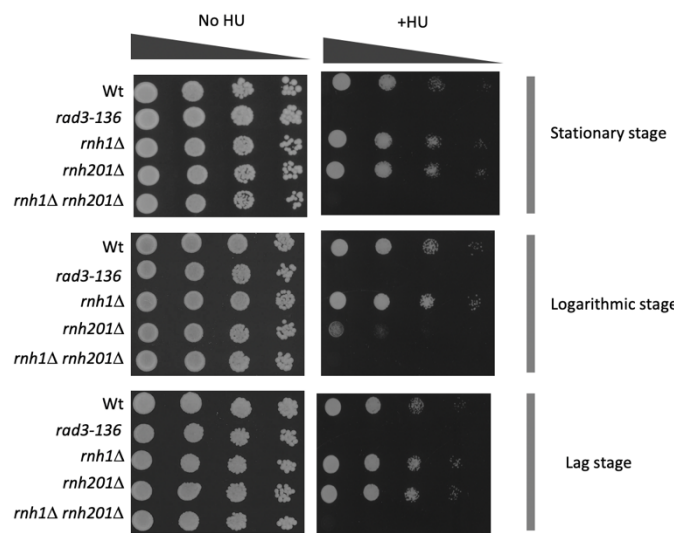 No HU
+HU
Wt
rad3-136
rnh1Δ
rnh201Δ
rnh1Δ rnh201Δ
Stationary stage
Wt
rad3-136
rnh1Δ
rnh201Δ
rnh1Δ rnh201Δ
Logarithmic stage
Wt
rad3-136
rnh1Δ
rnh201Δ
rnh1Δ rnh201Δ
Lag stage